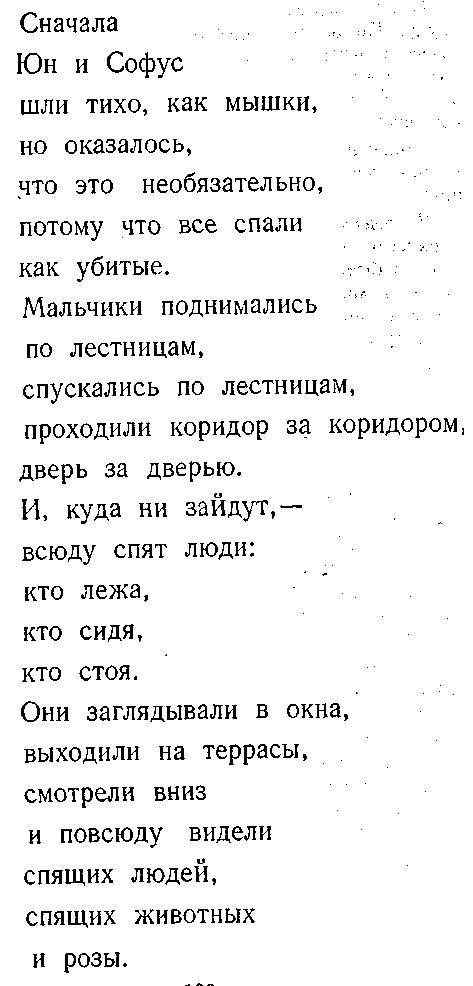 Сначала
Юн и Софус
шли тихо, как мышки,
но оказалось,
что это необязательно,
потому что все спали
как убитые.
Мальчики поднимались
по лестницам,
спускались по лестницам,
проходили коридор за коридором,
дверь за дверью.
И, куда ни зайдут,—
всюду спят люди:
кто лежа,
кто сидя,
кто стоя.
Они заглядывали в окна,
выходили на террасы,
смотрели вниз
и повсюду видели
спящих людей,
спящих животных
и розы.